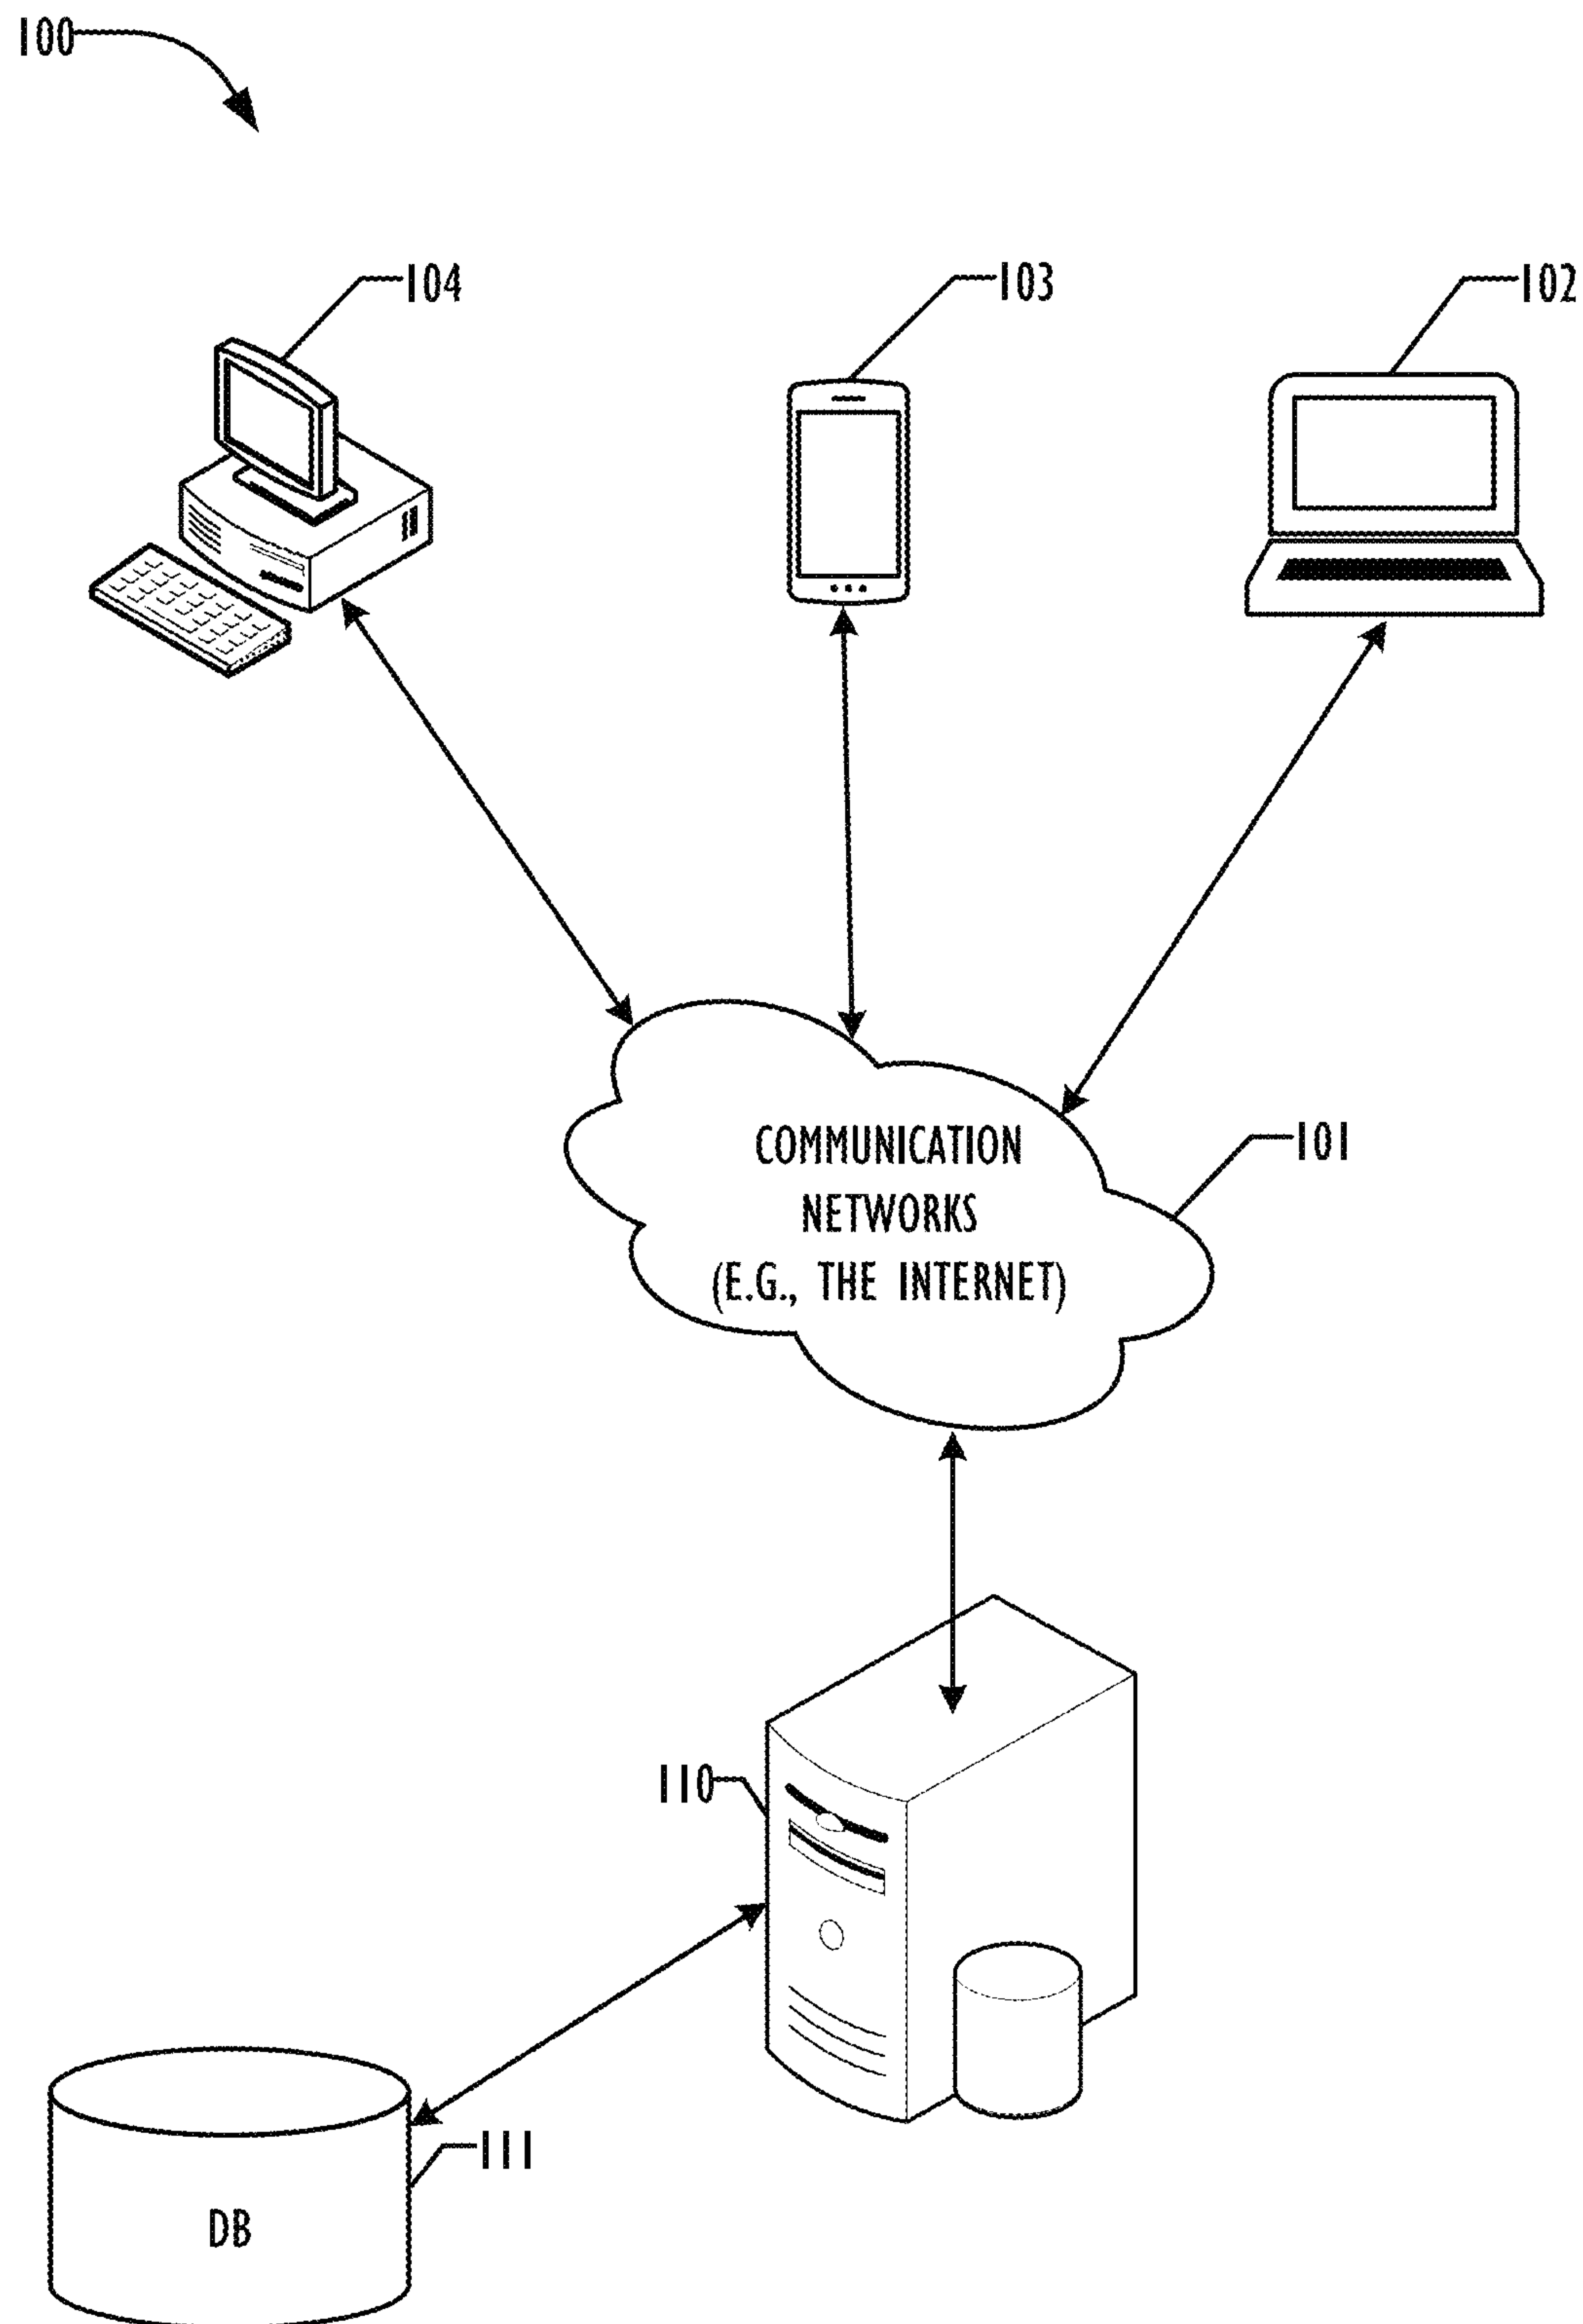 100
104
103
102
COMMUNICATION
NETWORKS
(E.G., THE INTERNET)
101
110
111
DB